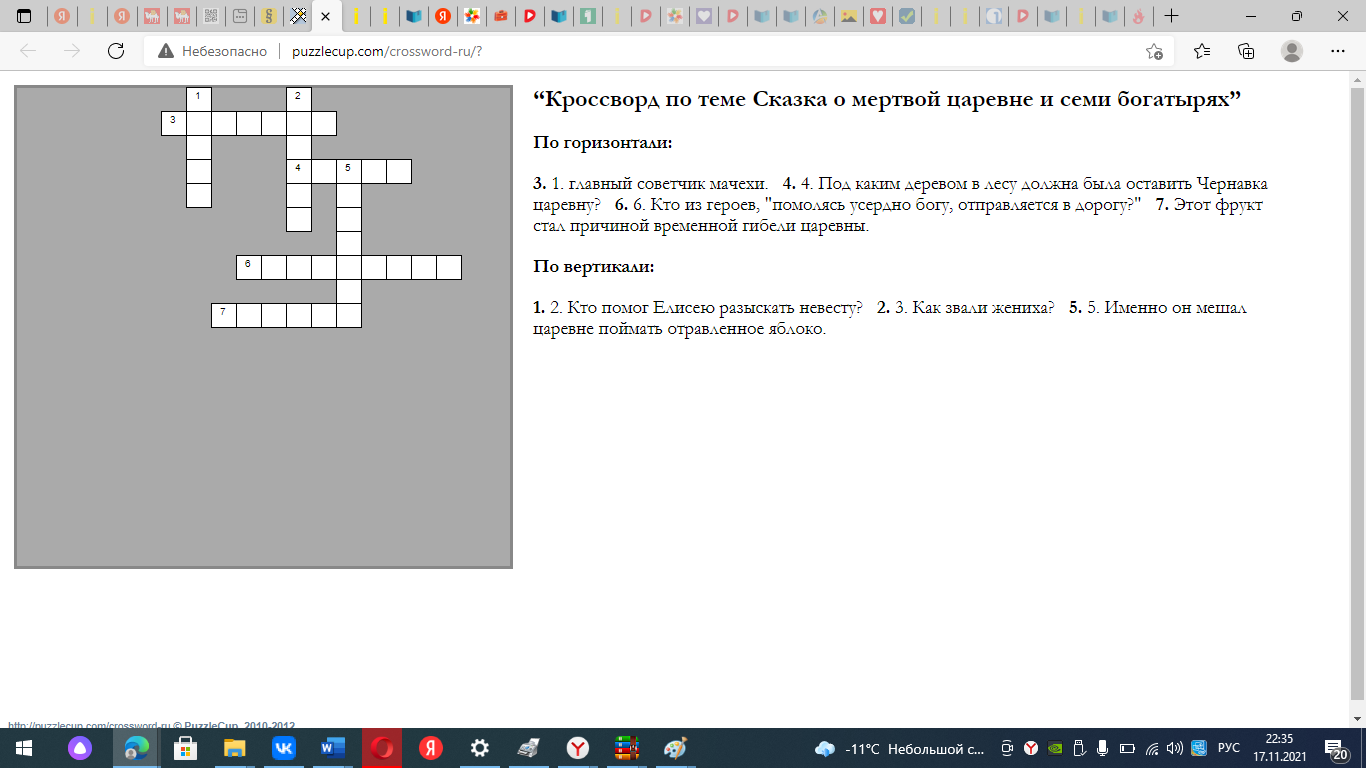 Небезопасно puzzlecup.com/crossword-ru/?
“Кроссворд по теме Сказка о мертвой царевне и семи богатырях”
По горизонтали:
3. 1. главный советчик мачехи. 4. 4. Под каким деревом в лесу должна была оставить Чернавка
царевну? 6. 6. Кто из героев, "помолясь усердно богу, отправляется в дорогу?" 7. Этот фрукт
стал причиной временной гибели царевны.
По вертикали:
1. 2. Кто помог Елисею разыскать невесту? 2. 3. Как звали жениха? 5. 5. Именно он мешал
царевне поймать отравленное яблоко.
1 2
3
4 5
6
7
http://puzzlecup.com/crossword-ru © PuzzleCup, 2010-2012
-11°C Небольшой с... РУС 22:35
17.11.2021 20